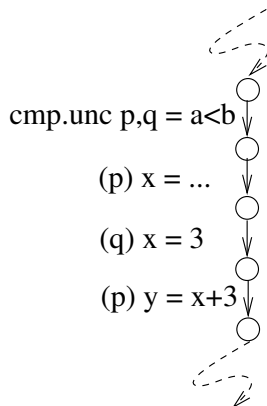 cmp.unc p,q = a<b
(p) x = ...
(q) x = 3
(p) y = x+3